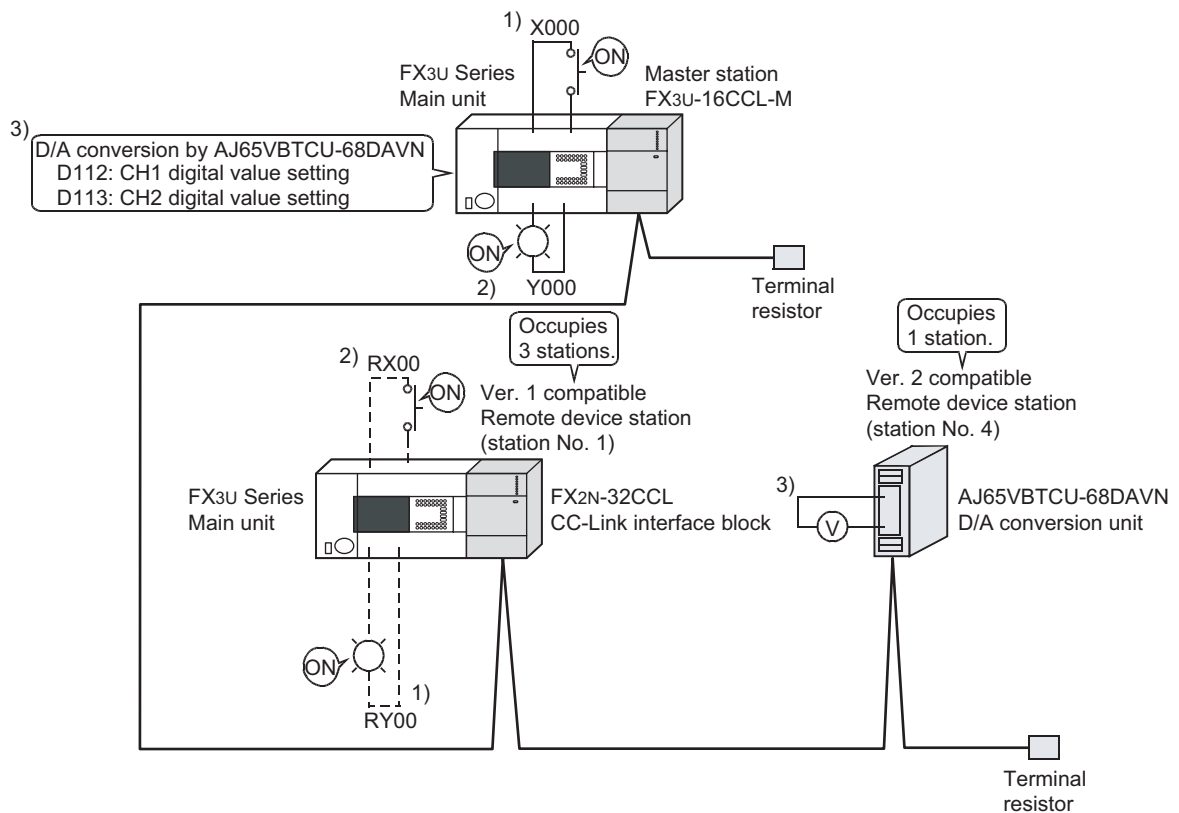 1)
X000
ON
FX3U Series
Main unit
Master station
FX3U-16CCL-M
3)
D/A conversion by AJ65VBTCU-68DAVN
D112: CH1 digital value setting
D113: CH2 digital value setting
ON
2)
Y000
Terminal
resistor
Occupies
3 stations.
Occupies
1 station.
2)
RX00
ON
Ver. 1 compatible
Remote device station
(station No. 1)
Ver. 2 compatible
Remote device station
(station No. 4)
FX3U Series
Main unit
FX2N-32CCL
CC-Link interface block
3)
V
AJ65VBTCU-68DAVN
D/A conversion unit
ON
1)
RY00
Terminal
resistor